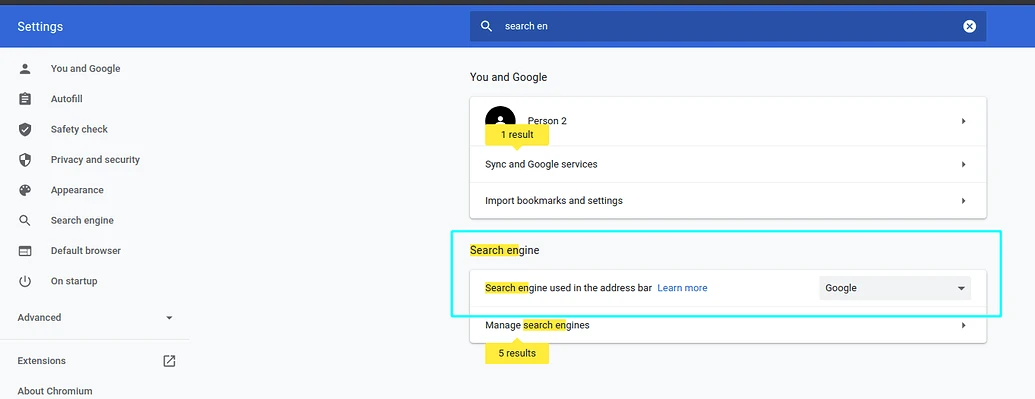 Settings
search en
You and Google
Autofill
Safety check
Privacy and security
Appearance
Search engine
Default browser
On startup
Advanced
Extensions
About Chromium
You and Google
Person 2
1 result
Sync and Google services
Import bookmarks and settings
Search engine
Search engine used in the address bar Learn more Google
Manage search engines
5 results